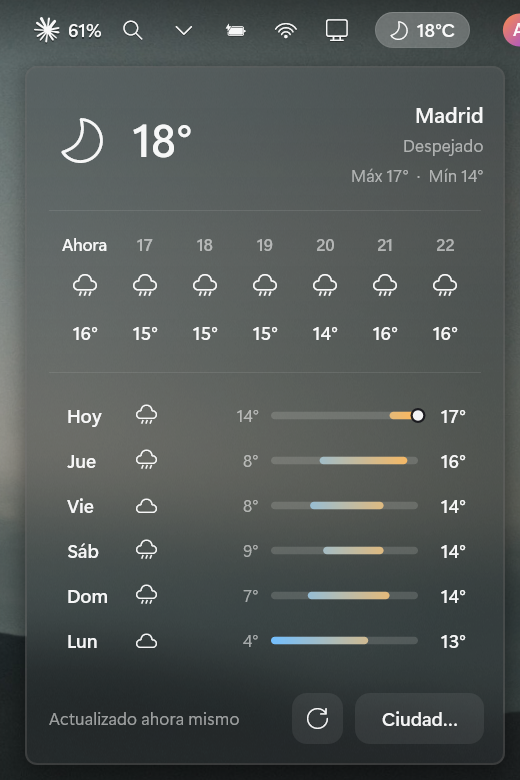 61%
18°C
A
18°
Madrid
Despejado
Máx 17° · Mín 14°
Ahora 17 18 19 20 21 22
16° 15° 15° 15° 14° 16° 16°
Hoy 14° 17°
Jue 8° 16°
Vie 8° 14°
Sáb 9° 14°
Dom 7° 14°
Lun 4° 13°
Actualizado ahora mismo
Ciudad...